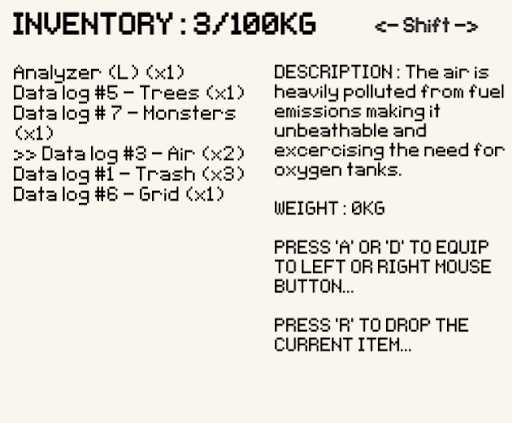 INVENTORY : 3/100KG
<- Shift ->
Analyzer (L) (x1)
Data log #5 - Trees (x1)
Data log # 7 - Monsters
(x1)
>> Data log #3 - Air (x2)
Data log #1 - Trash (x3)
Data log #6 - Grid (x1)
DESCRIPTION : The air is
heavily polluted from fuel
emissions making it
unbeathable and
excercising the need for
oxygen tanks.
WEIGHT : 0KG
PRESS 'A' OR 'D' TO EQUIP
TO LEFT OR RIGHT MOUSE
BUTTON...
PRESS 'R' TO DROP THE
CURRENT ITEM...